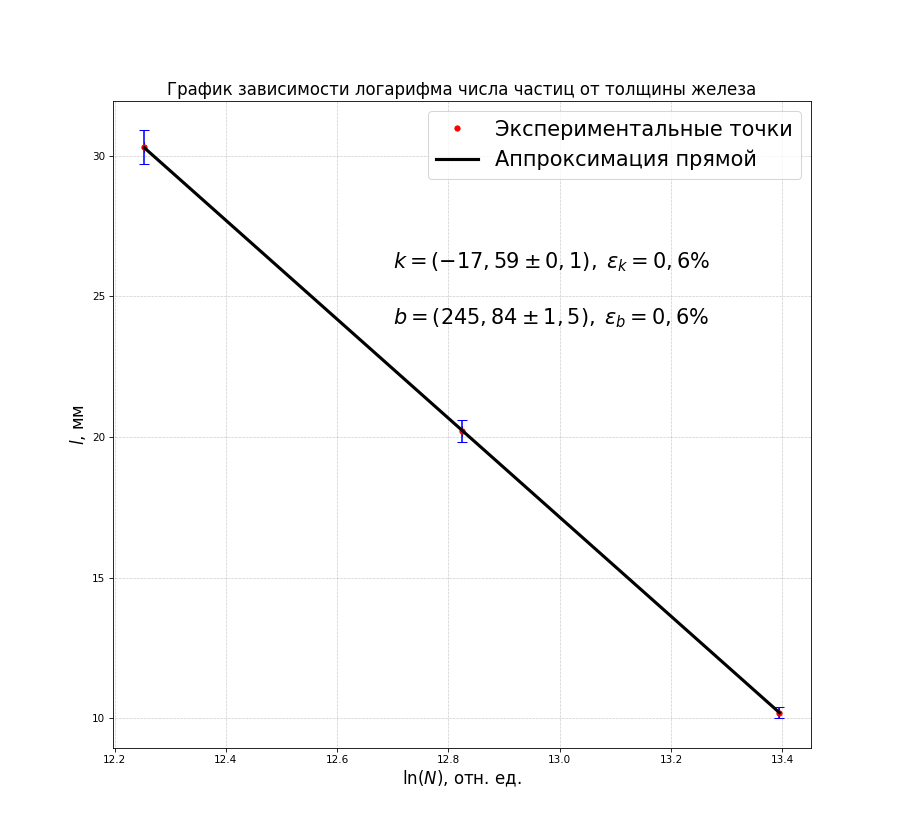 График зависимости логарифма числа частиц от толщины железа
Экспериментальные точки
Аппроксимация прямой
k = (−17, 59 ± 0, 1), ε_k = 0, 6%
b = (245, 84 ± 1, 5), ε_b = 0, 6%
l, мм
30
25
20
15
10
12.2 12.4 12.6 12.8 13.0 13.2 13.4
ln(N), отн. ед.